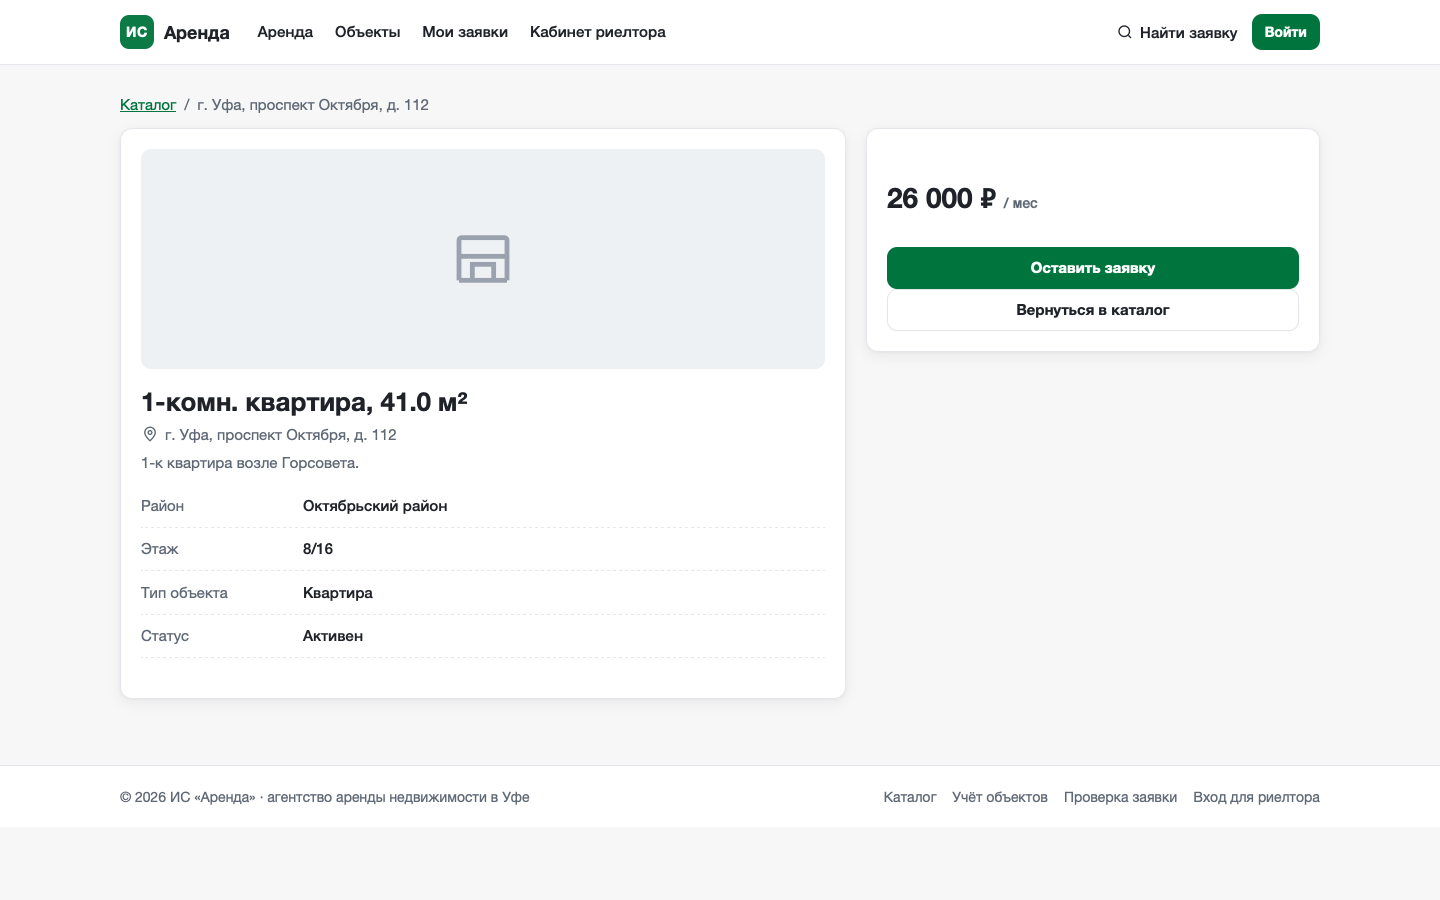 ИС Аренда Аренда Объекты Мои заявки Кабинет риелтора Найти заявку Войти
Каталог / г. Уфа, проспект Октября, д. 112
26 000 ₽ / мес
Оставить заявку
Вернуться в каталог
1-комн. квартира, 41.0 м²
г. Уфа, проспект Октября, д. 112
1-к квартира возле Горсовета.
Район Октябрьский район
Этаж 8/16
Тип объекта Квартира
Статус Активен
© 2026 ИС «Аренда» · агентство аренды недвижимости в Уфе Каталог Учёт объектов Проверка заявки Вход для риелтора